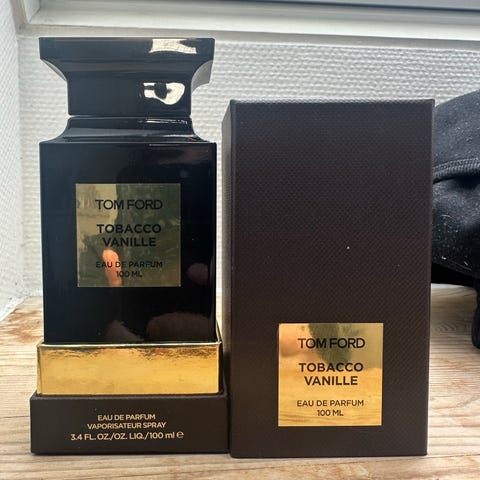 TOM FORD
TOBACCO
VANILLE
EAU DE PARFUM
100 ML
EAU DE PARFUM
VAPORISATEUR SPRAY
3.4 FL. OZ./OZ. LIQ./100 ml ℮
TOM FORD
TOBACCO
VANILLE
EAU DE PARFUM
100 ML